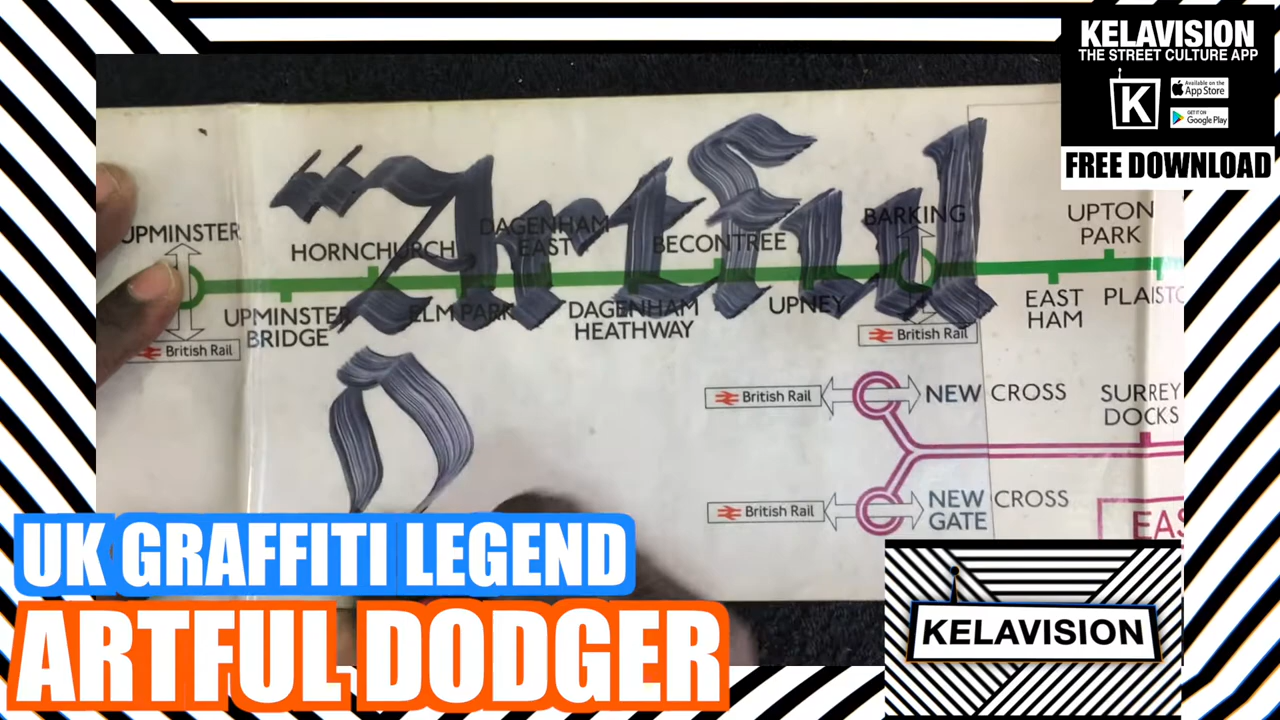 KELAVISION
THE STREET CULTURE APP
K
Available on the
App Store
GET IT ON
Google Play
FREE DOWNLOAD
"Artful
D
UPMINSTER
HORNCHURCH
DAGENHAM
EAST
BECONTREE
BARKING
UPTON
PARK
UPMINSTER
BRIDGE
ELM PARK
DAGENHAM
HEATHWAY
UPNEY
EAST
HAM
British Rail
British Rail
British Rail
NEW CROSS
SURREY
DOCKS
British Rail
NEW CROSS
GATE
UK GRAFFITI LEGEND
ARTFUL DODGER
KELAVISION